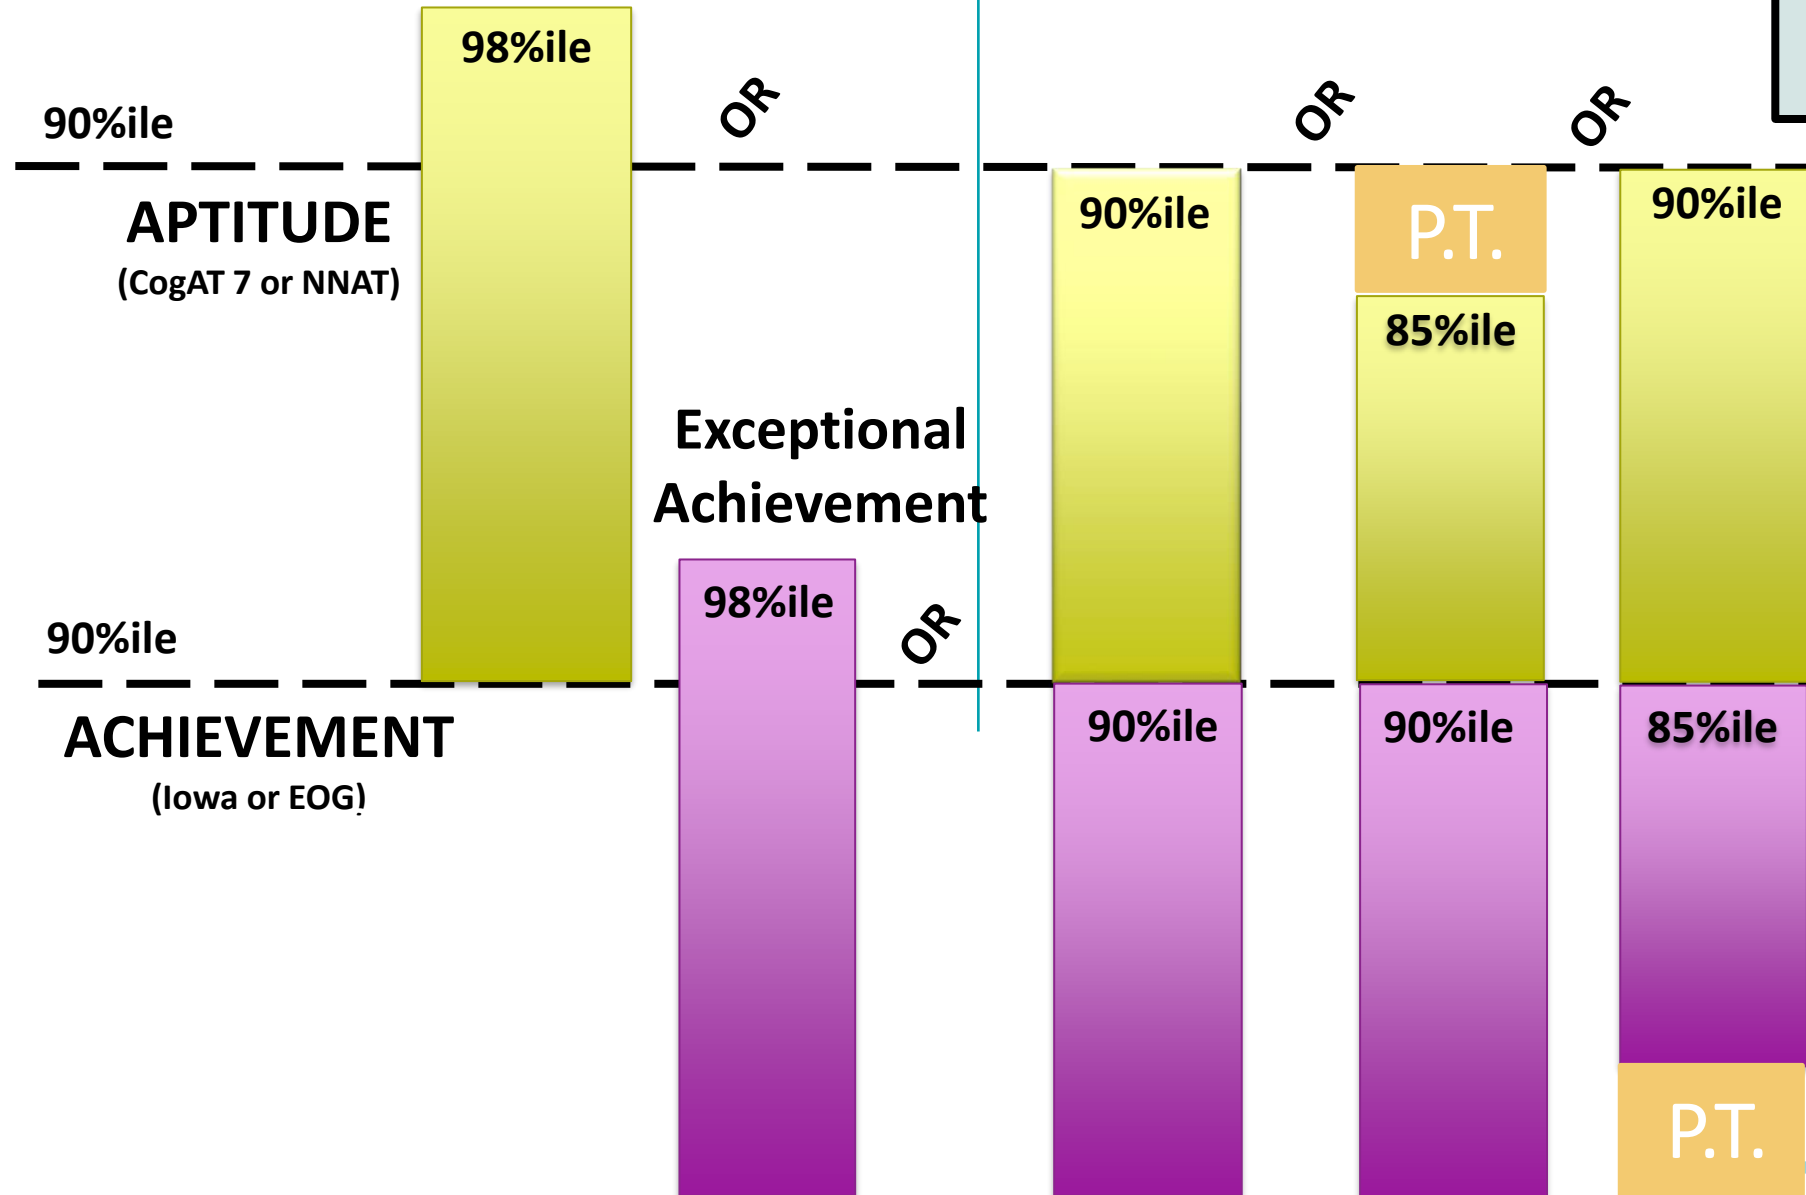 98%ile
90%ile
OR
OR
OR
APTITUDE
(CogAT 7 or NNAT)
90%ile
P.T.
90%ile
85%ile
Exceptional
Achievement
98%ile
OR
90%ile
ACHIEVEMENT
(Iowa or EOG)
90%ile
90%ile
85%ile
P.T.